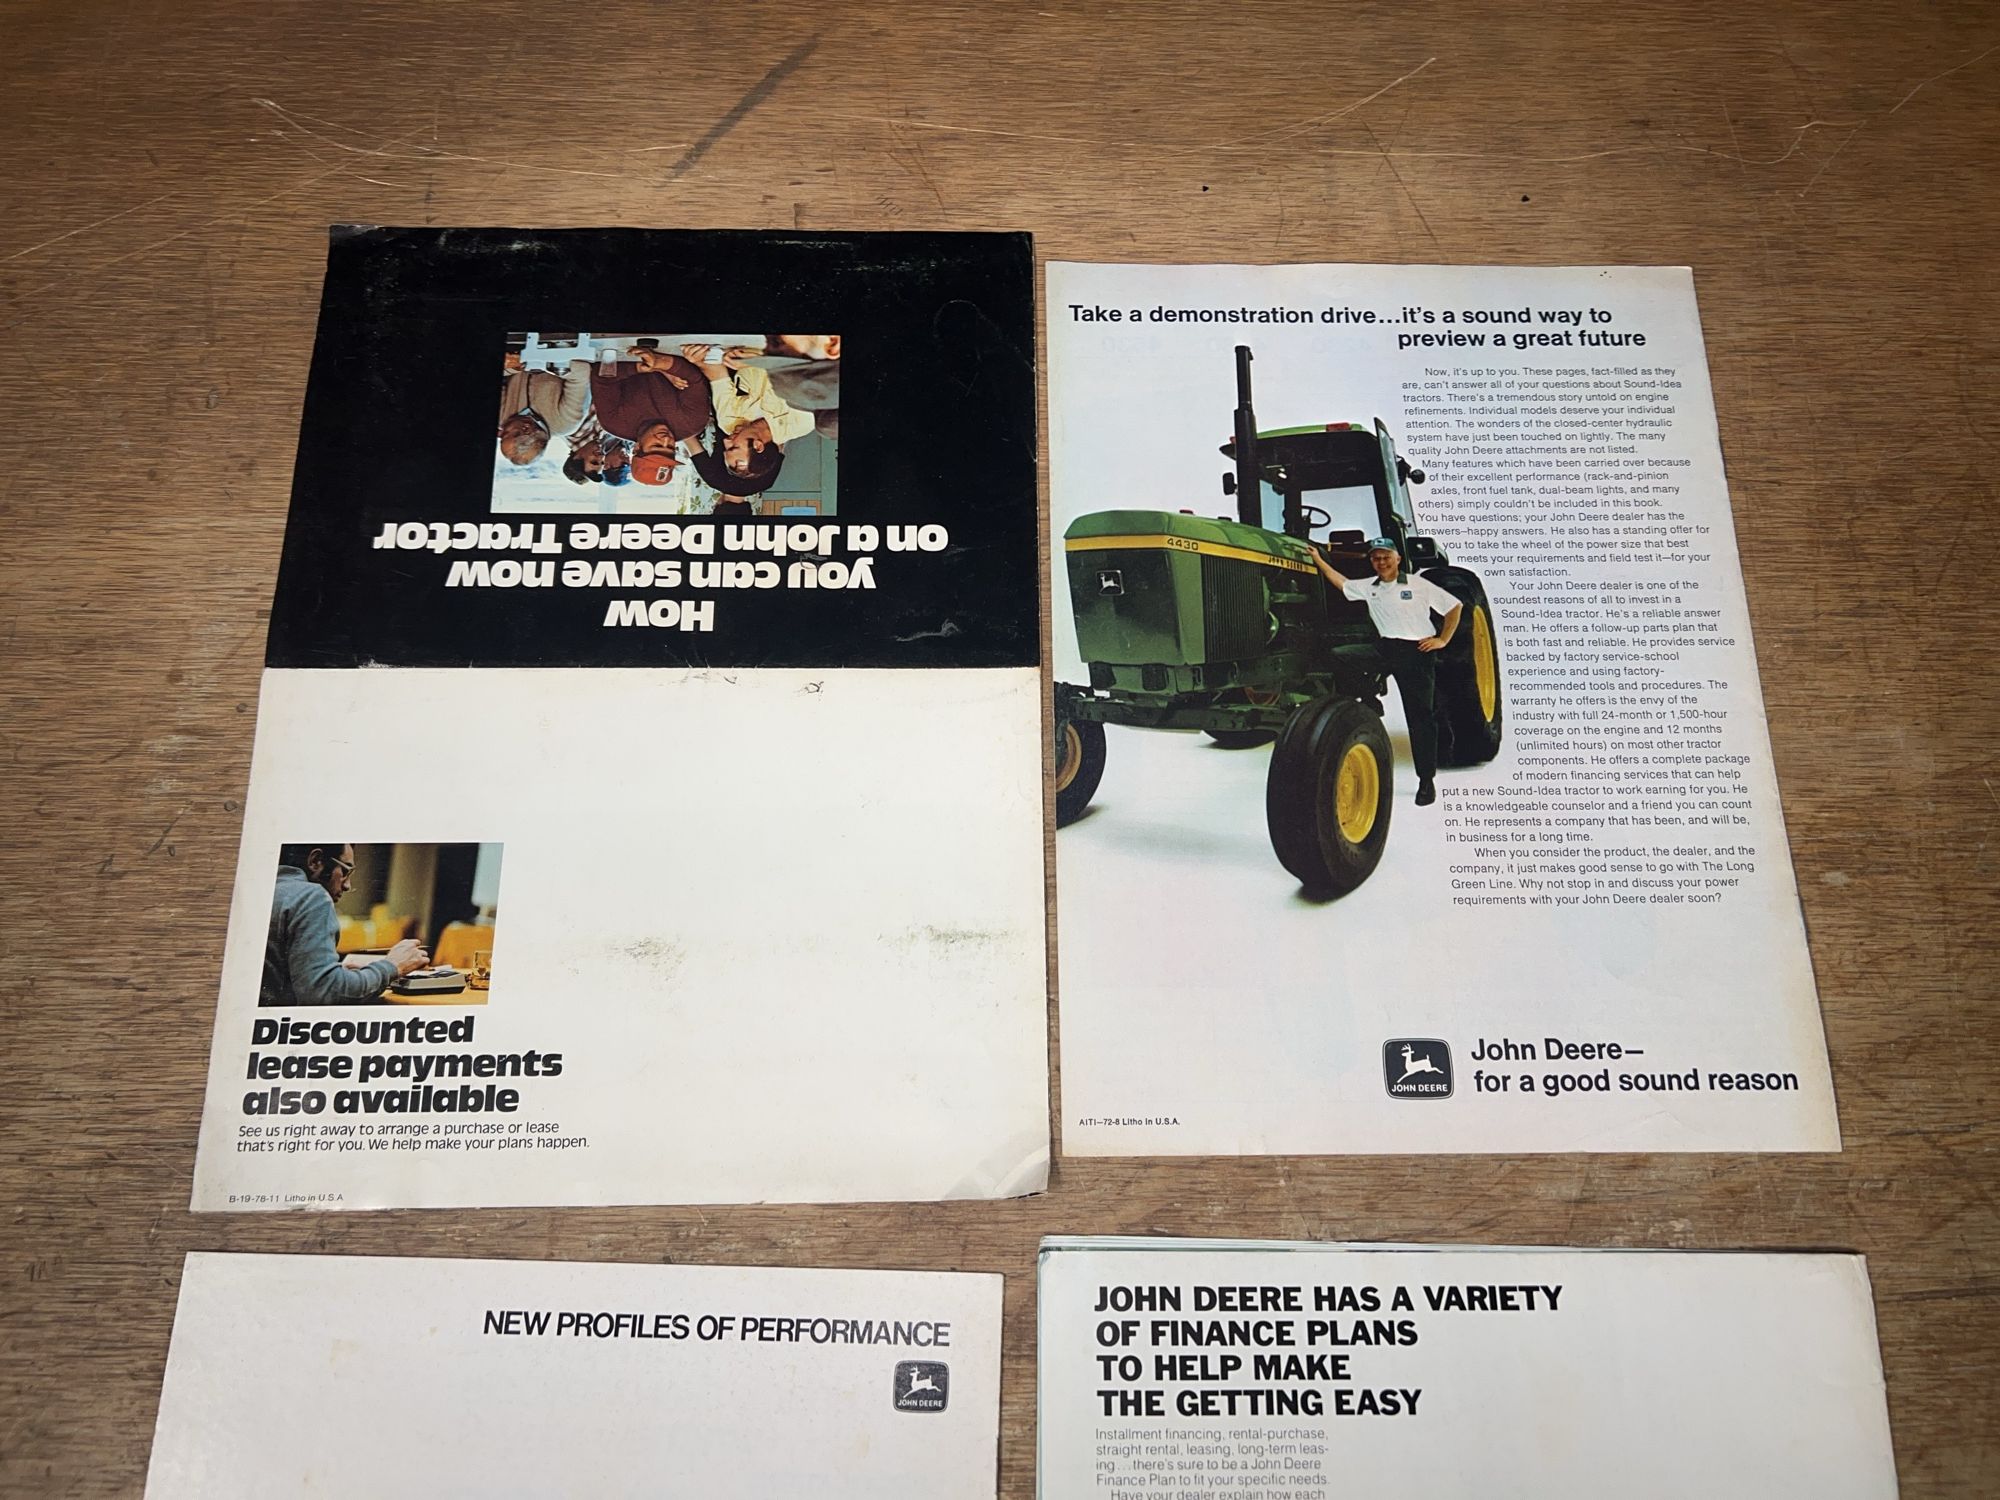 How
you can save now
on a John Deere Tractor
Discounted
lease payments
also available
See us right away to arrange a purchase or lease
that's right for you. We help make your plans happen.
B-19-78-11 Litho in U.S.A
Take a demonstration drive...it's a sound way to
preview a great future
Now, it's up to you. These pages, fact-filled as they
are, can't answer all of your questions about Sound-Idea
tractors. There's a tremendous story untold on engine
refinements. Individual models deserve your individual
attention. The wonders of the closed-center hydraulic
system have just been touched on lightly. The many
quality John Deere attachments are not listed.
Many features which have been carried over because
of their excellent performance (rack-and-pinion
axles, front fuel tank, dual-beam lights, and many
others) simply couldn't be included in this book.
You have questions; your John Deere dealer has the
answers—happy answers. He also has a standing offer for
you to take the wheel of the power size that best
meets your requirements and field test it—for your
own satisfaction.
Your John Deere dealer is one of the
soundest reasons of all to invest in a
Sound-Idea tractor. He's a reliable answer
man. He offers a follow-up parts plan that
is both fast and reliable. He provides service
backed by factory service-school
experience and using factory-
recommended tools and procedures. The
warranty he offers is the envy of the
industry with full 24-month or 1,500-hour
coverage on the engine and 12 months
(unlimited hours) on most other tractor
components. He offers a complete package
of modern financing services that can help
put a new Sound-Idea tractor to work earning for you. He
is a knowledgeable counselor and a friend you can count
on. He represents a company that has been, and will be,
in business for a long time.
When you consider the product, the dealer, and the
company, it just makes good sense to go with The Long
Green Line. Why not stop in and discuss your power
requirements with your John Deere dealer soon?
4430
JOHN DEERE
JOHN DEERE
John Deere—
for a good sound reason
AITI—72-8 Litho in U.S.A.
NEW PROFILES OF PERFORMANCE
JOHN DEERE
JOHN DEERE HAS A VARIETY
OF FINANCE PLANS
TO HELP MAKE
THE GETTING EASY
Installment financing, rental-purchase,
straight rental, leasing, long-term leas-
ing...there's sure to be a John Deere
Finance Plan to fit your specific needs.
Have your dealer explain how each